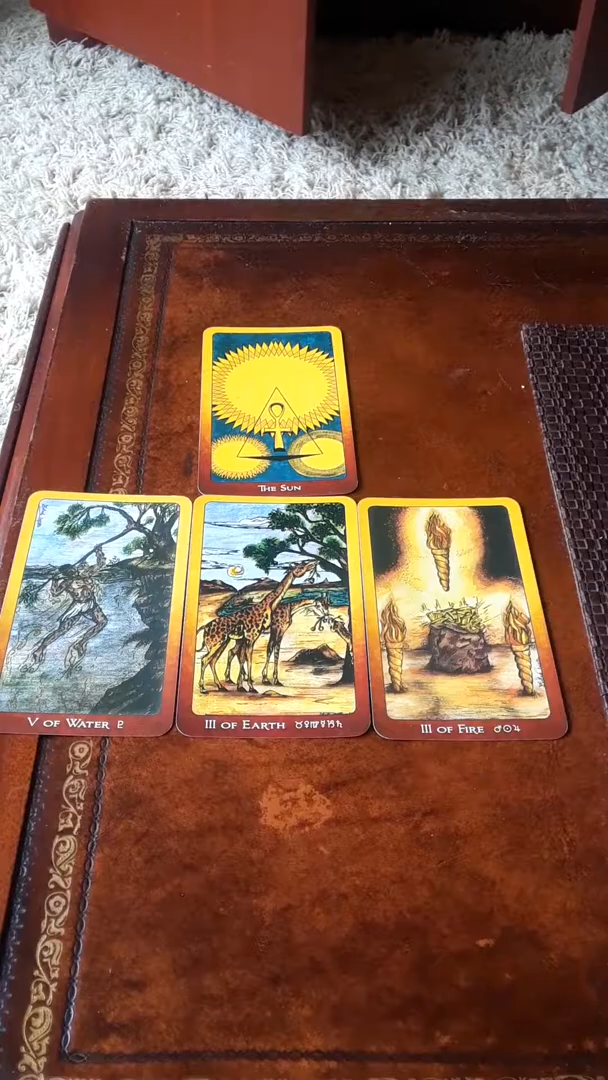 The Sun
V of Water ♇
III of Earth ♉♀♍☿♑♄
III of Fire ♂☉♃